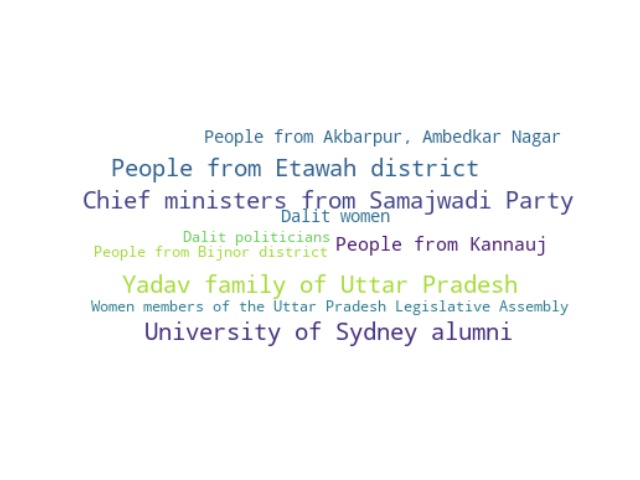 People from Akbarpur, Ambedkar Nagar
People from Etawah district
Chief ministers from Samajwadi Party
Dalit women
Dalit politicians
People from Kannauj
People from Bijnor district
Yadav family of Uttar Pradesh
Women members of the Uttar Pradesh Legislative Assembly
University of Sydney alumni